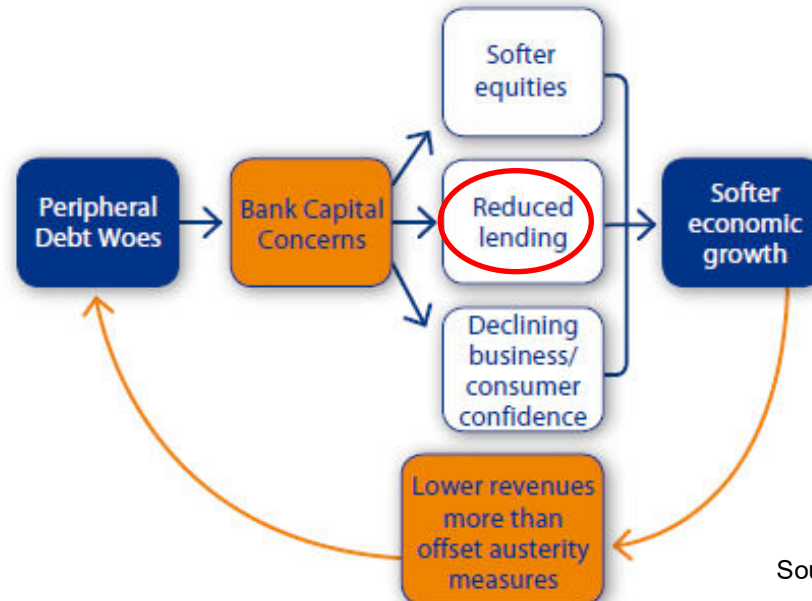 Softer
equities
Peripheral
Debt Woes
Bank Capital
Concerns
Reduced
lending
Softer
economic
growth
Declining
business/
consumer
confidence
Lower revenues
more than
offset austerity
measures